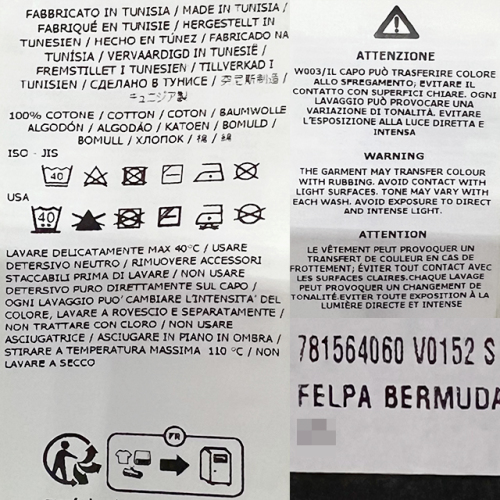 FABBRICATO IN TUNISIA / MADE IN TUNISIA /
FABRIQUÉ EN TUNISIE / HERGESTELLT IN
TUNESIEN / HECHO EN TÚNEZ / FABRICADO NA
TUNÍSIA / VERVAARDIGD IN TUNESIË /
FREMSTILLET I TUNESIEN / TILLVERKAD I
TUNISIEN / СДЕЛАНО В ТУНИСЕ / 突尼斯制造 /
チュニジア製
100% COTONE / COTTON / COTON / BAUMWOLLE
ALGODÓN / ALGODÃO / KATOEN / BOMULD /
BOMULL / ХЛОПОК / 棉 / 綿
ISO - JIS
40
USA
40
LAVARE DELICATAMENTE MAX 40°C / USARE
DETERSIVO NEUTRO / RIMUOVERE ACCESSORI
STACCABILI PRIMA DI LAVARE / NON USARE
DETERSIVO PURO DIRETTAMENTE SUL CAPO /
OGNI LAVAGGIO PUO' CAMBIARE L'INTENSITA' DEL
COLORE, LAVARE A ROVESCIO E SEPARATAMENTE /
NON TRATTARE CON CLORO / NON USARE
ASCIUGATRICE / ASCIUGARE IN PIANO IN OMBRA /
STIRARE A TEMPERATURA MASSIMA 110 °C / NON
LAVARE A SECCO
FR
ATTENZIONE
W003/IL CAPO PUÒ TRASFERIRE COLORE
ALLO SFREGAMENTO; EVITARE IL
CONTATTO CON SUPERFICI CHIARE. OGNI
LAVAGGIO PUÒ PROVOCARE UNA
VARIAZIONE DI TONALITÀ. EVITARE
L'ESPOSIZIONE ALLA LUCE DIRETTA E
INTENSA
WARNING
THE GARMENT MAY TRANSFER COLOUR
WITH RUBBING. AVOID CONTACT WITH
LIGHT SURFACES. TONE MAY VARY WITH
EACH WASH. AVOID EXPOSURE TO DIRECT
AND INTENSE LIGHT.
ATTENTION
LE VÊTEMENT PEUT PROVOQUER UN
TRANSFERT DE COULEUR EN CAS DE
FROTTEMENT; ÉVITER TOUT CONTACT AVEC
LES SURFACES CLAIRES.CHAQUE LAVAGE
PEUT PROVOQUER UN CHANGEMENT DE
TONALITÉ.EVITER TOUTE EXPOSITION À LA
LUMIÈRE DIRECTE ET INTENSE
781564060 V0152 S
FELPA BERMUDA